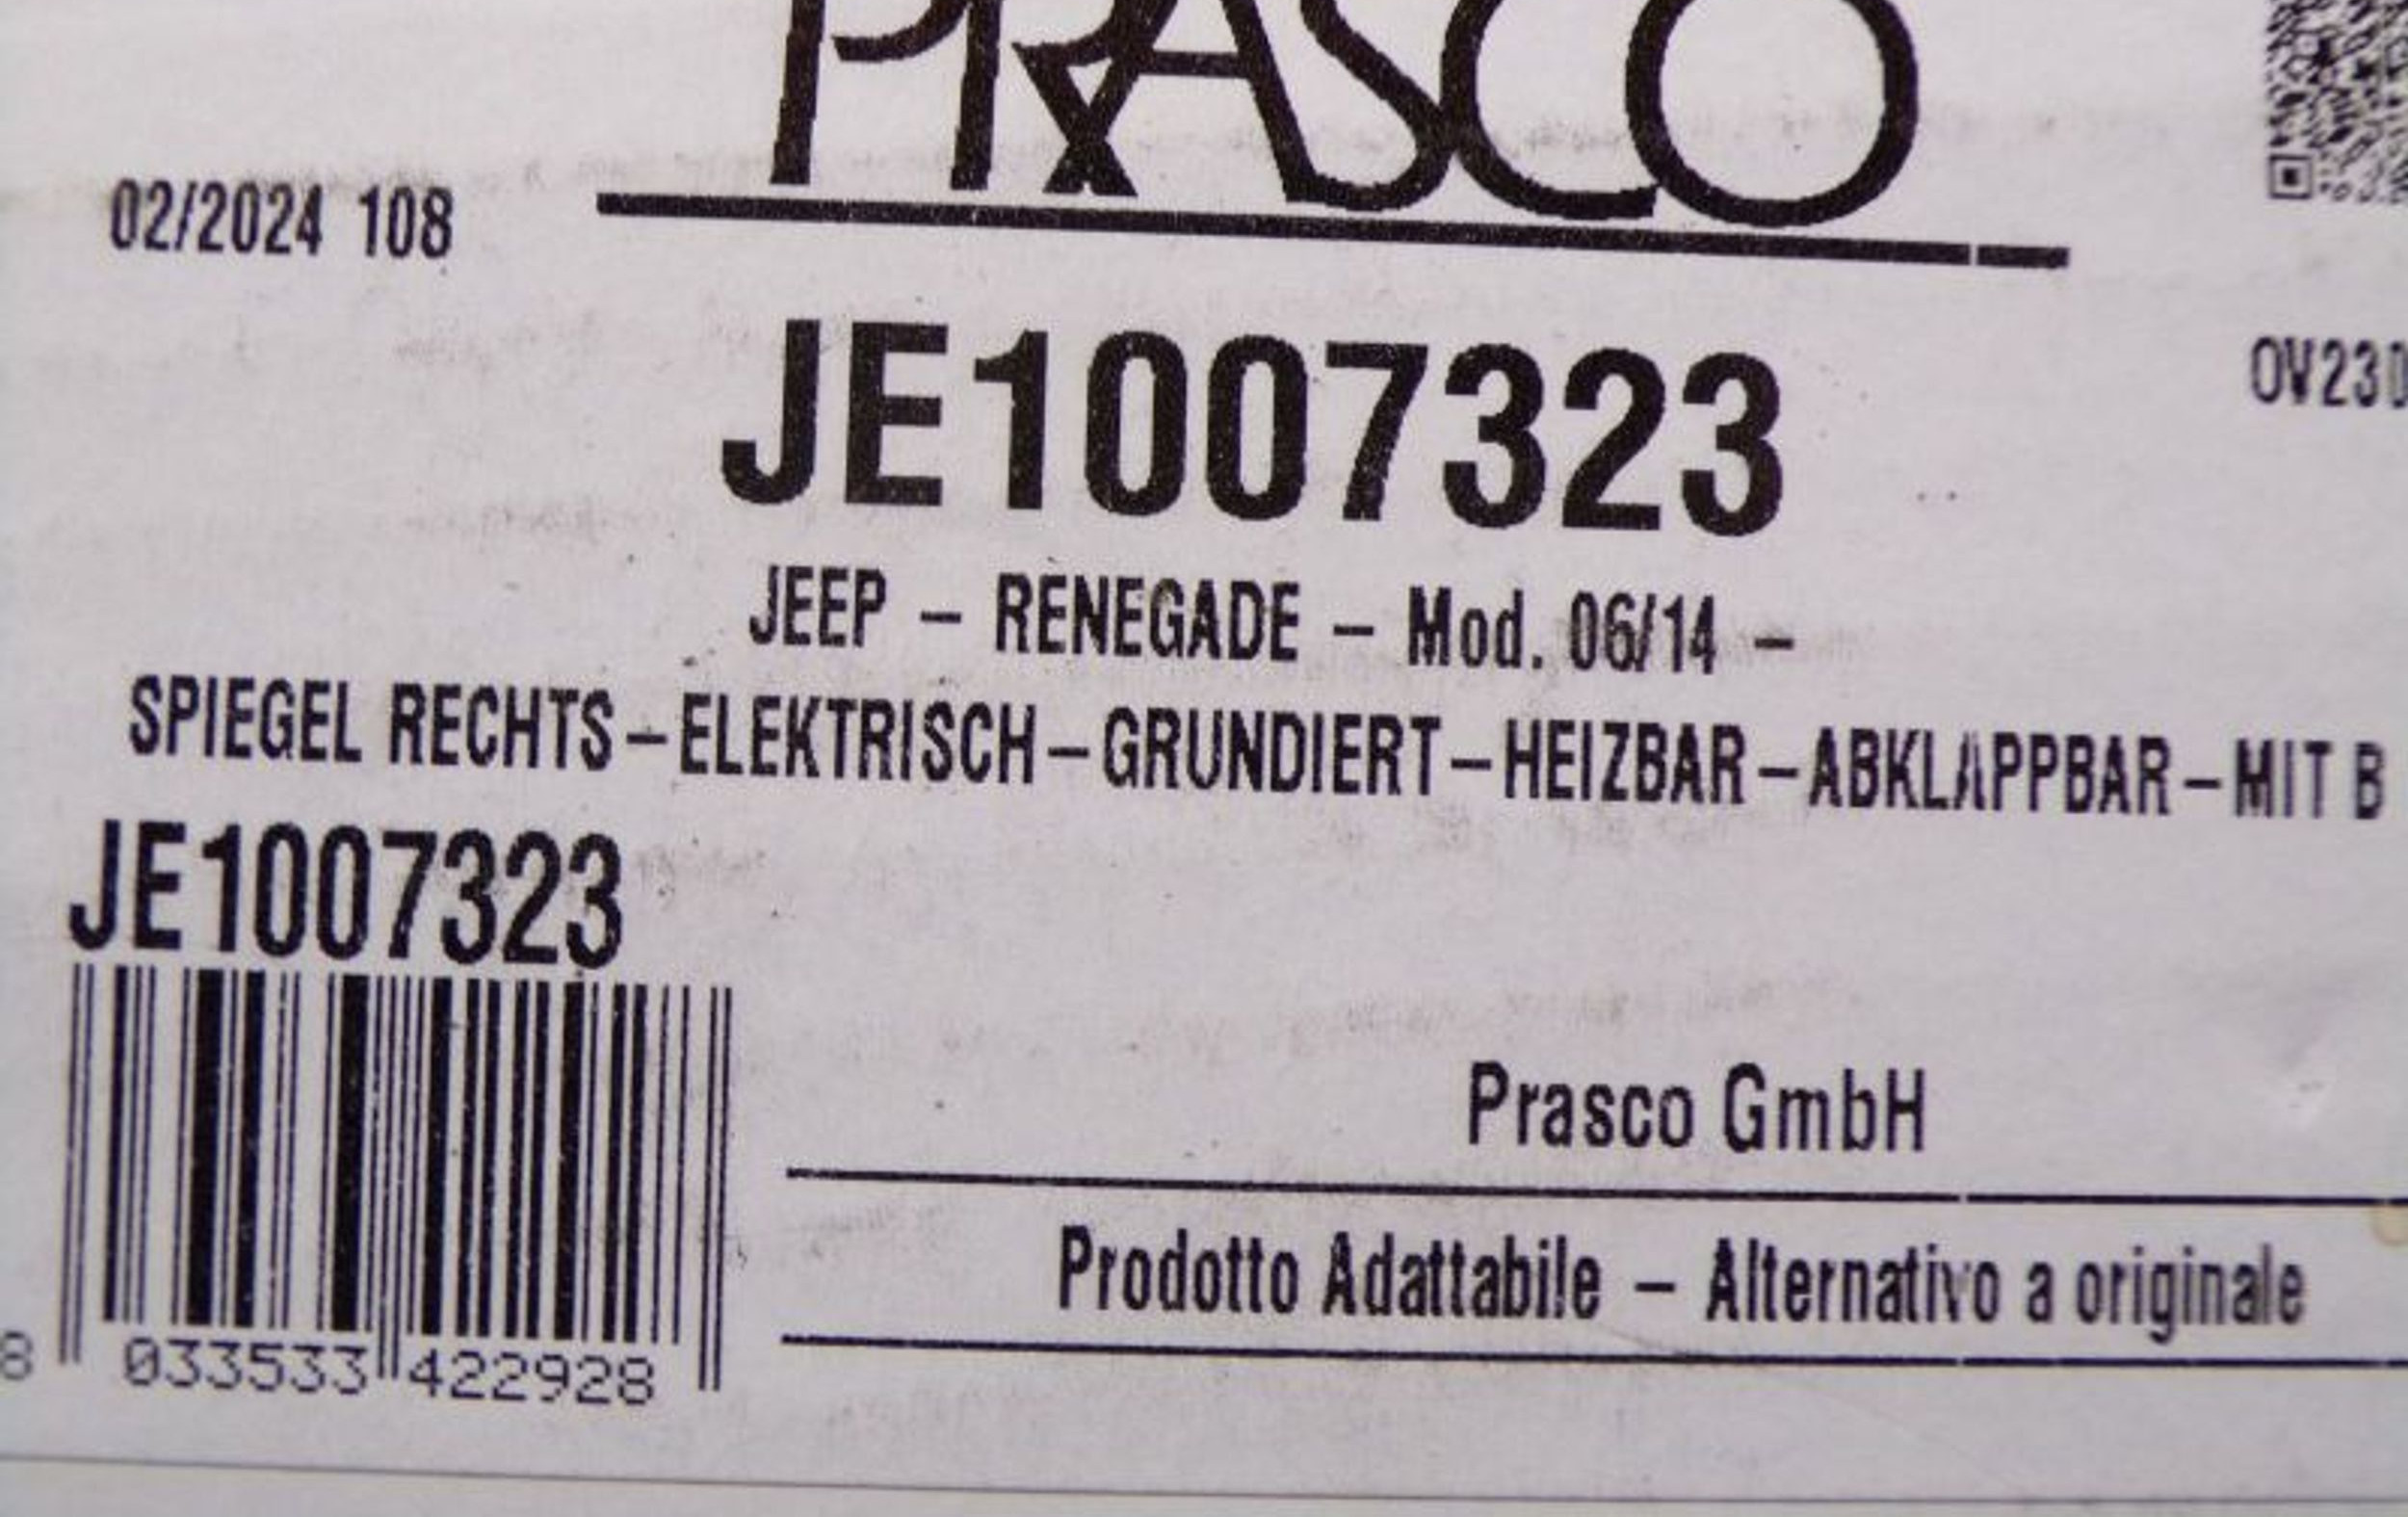 PRASCO
02/2024 108
JE1007323
OV230
JEEP – RENEGADE – Mod. 06/14 –
SPIEGEL RECHTS–ELEKTRISCH–GRUNDIERT–HEIZBAR–ABKLAPPBAR–MIT B
JE1007323
8 033533 422928
Prasco GmbH
Prodotto Adattabile – Alternativo a originale